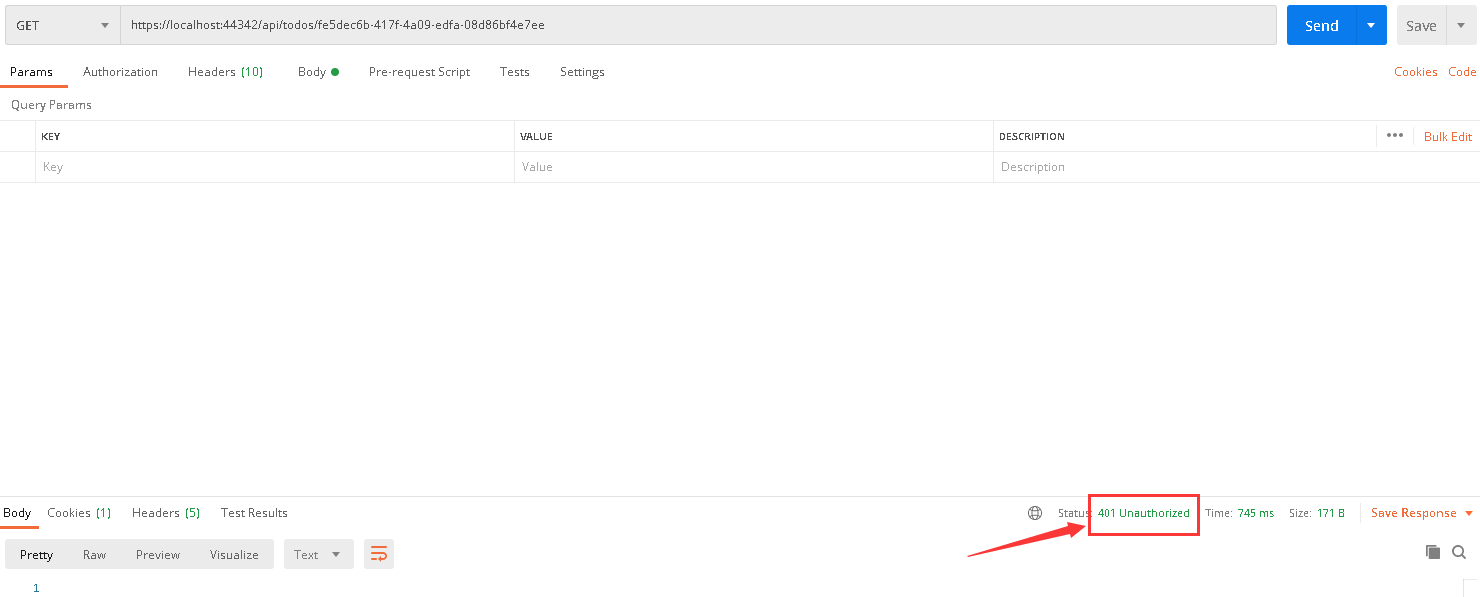 GET https://localhost:44342/api/todos/fe5dec6b-417f-4a09-edfa-08d86bf4e7ee Send Save
Params Authorization Headers (10) Body Pre-request Script Tests Settings Cookies Code
Query Params
KEY VALUE DESCRIPTION ••• Bulk Edit
Key Value Description
Body Cookies (1) Headers (5) Test Results Status: 401 Unauthorized Time: 745 ms Size: 171 B Save Response
Pretty Raw Preview Visualize Text
1